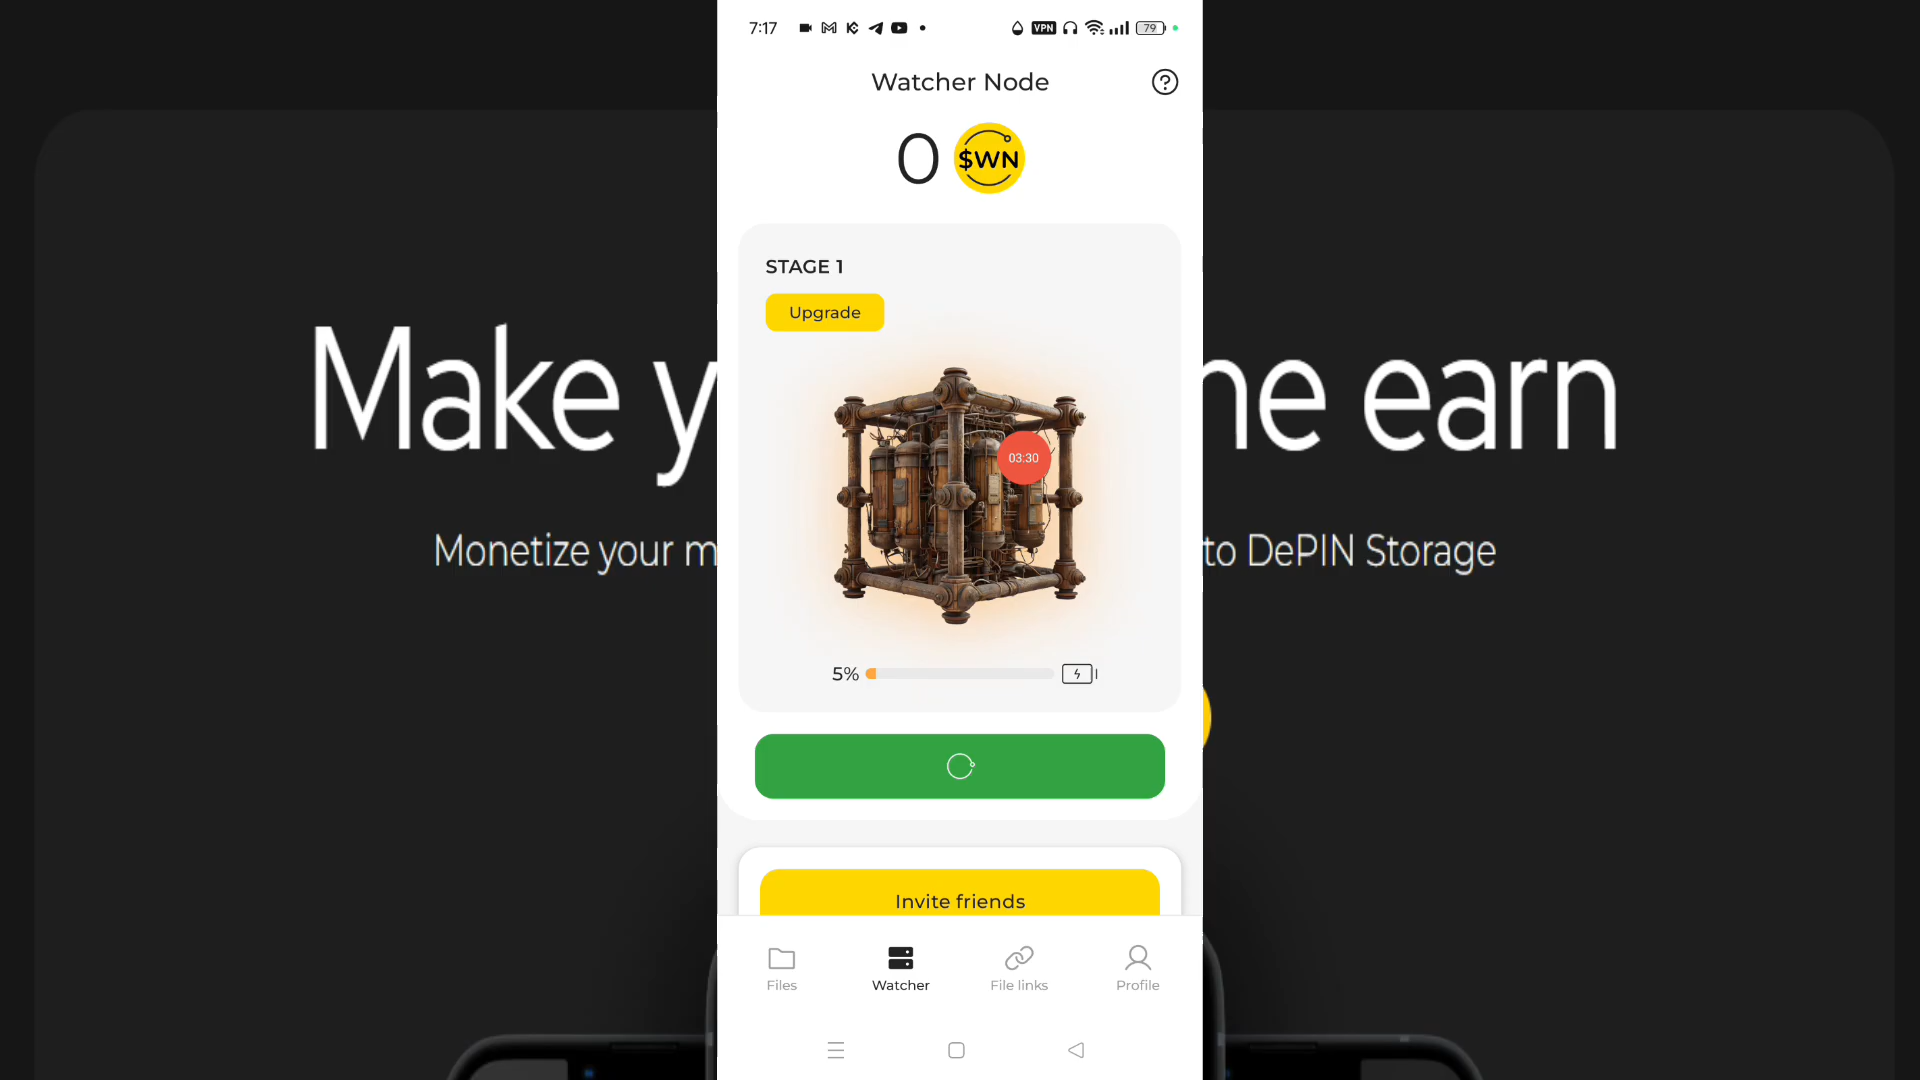 7:17
VPN
79
Watcher Node
0 $WN
STAGE 1
Upgrade
Make y
ne earn
03:30
Monetize your m
to DePIN Storage
5%
Invite friends
Files
Watcher
File links
Profile